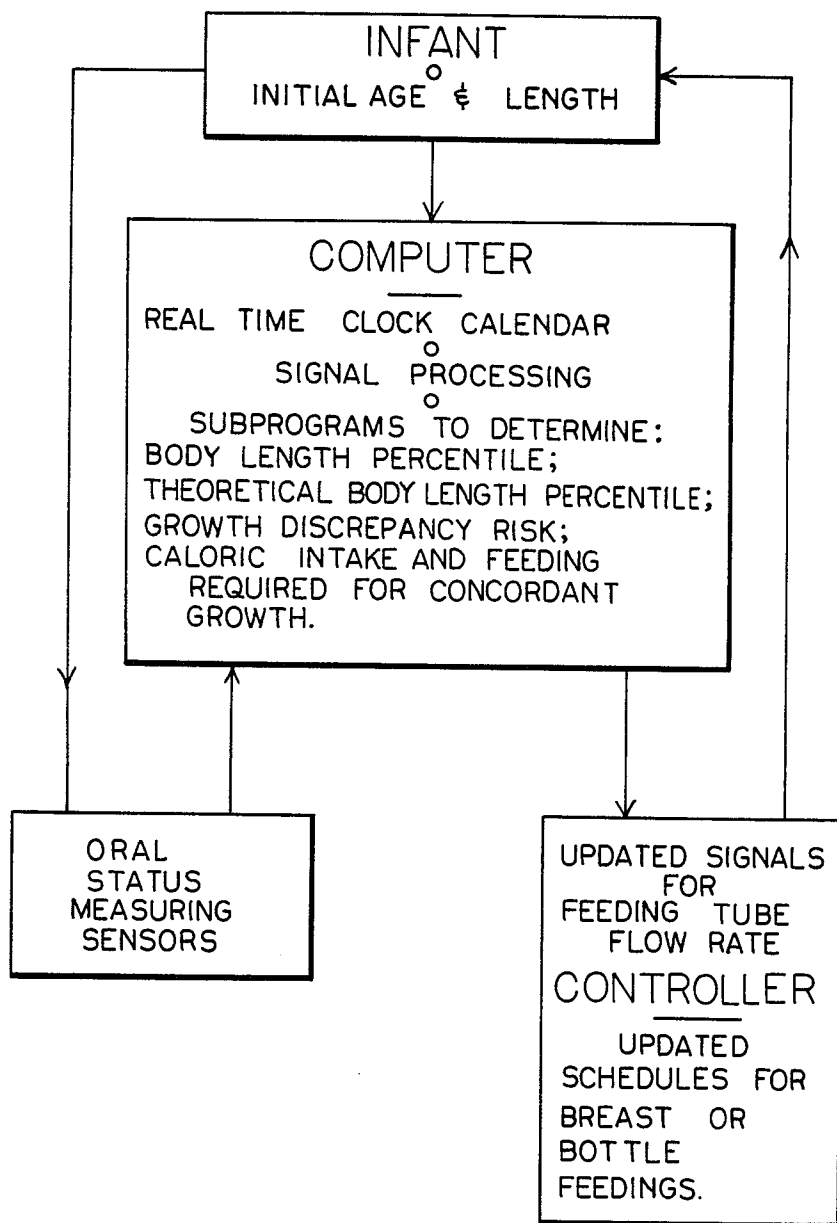 INFANT
INITIAL AGE & LENGTH
COMPUTER
REAL TIME CLOCK CALENDAR
SIGNAL PROCESSING
SUBPROGRAMS TO DETERMINE:
BODY LENGTH PERCENTILE;
THEORETICAL BODY LENGTH PERCENTILE;
GROWTH DISCREPANCY RISK;
CALORIC INTAKE AND FEEDING
REQUIRED FOR CONCORDANT
GROWTH.
ORAL
STATUS
MEASURING
SENSORS
UPDATED SIGNALS
FOR
FEEDING TUBE
FLOW RATE
CONTROLLER
UPDATED
SCHEDULES FOR
BREAST OR
BOTTLE
FEEDINGS.